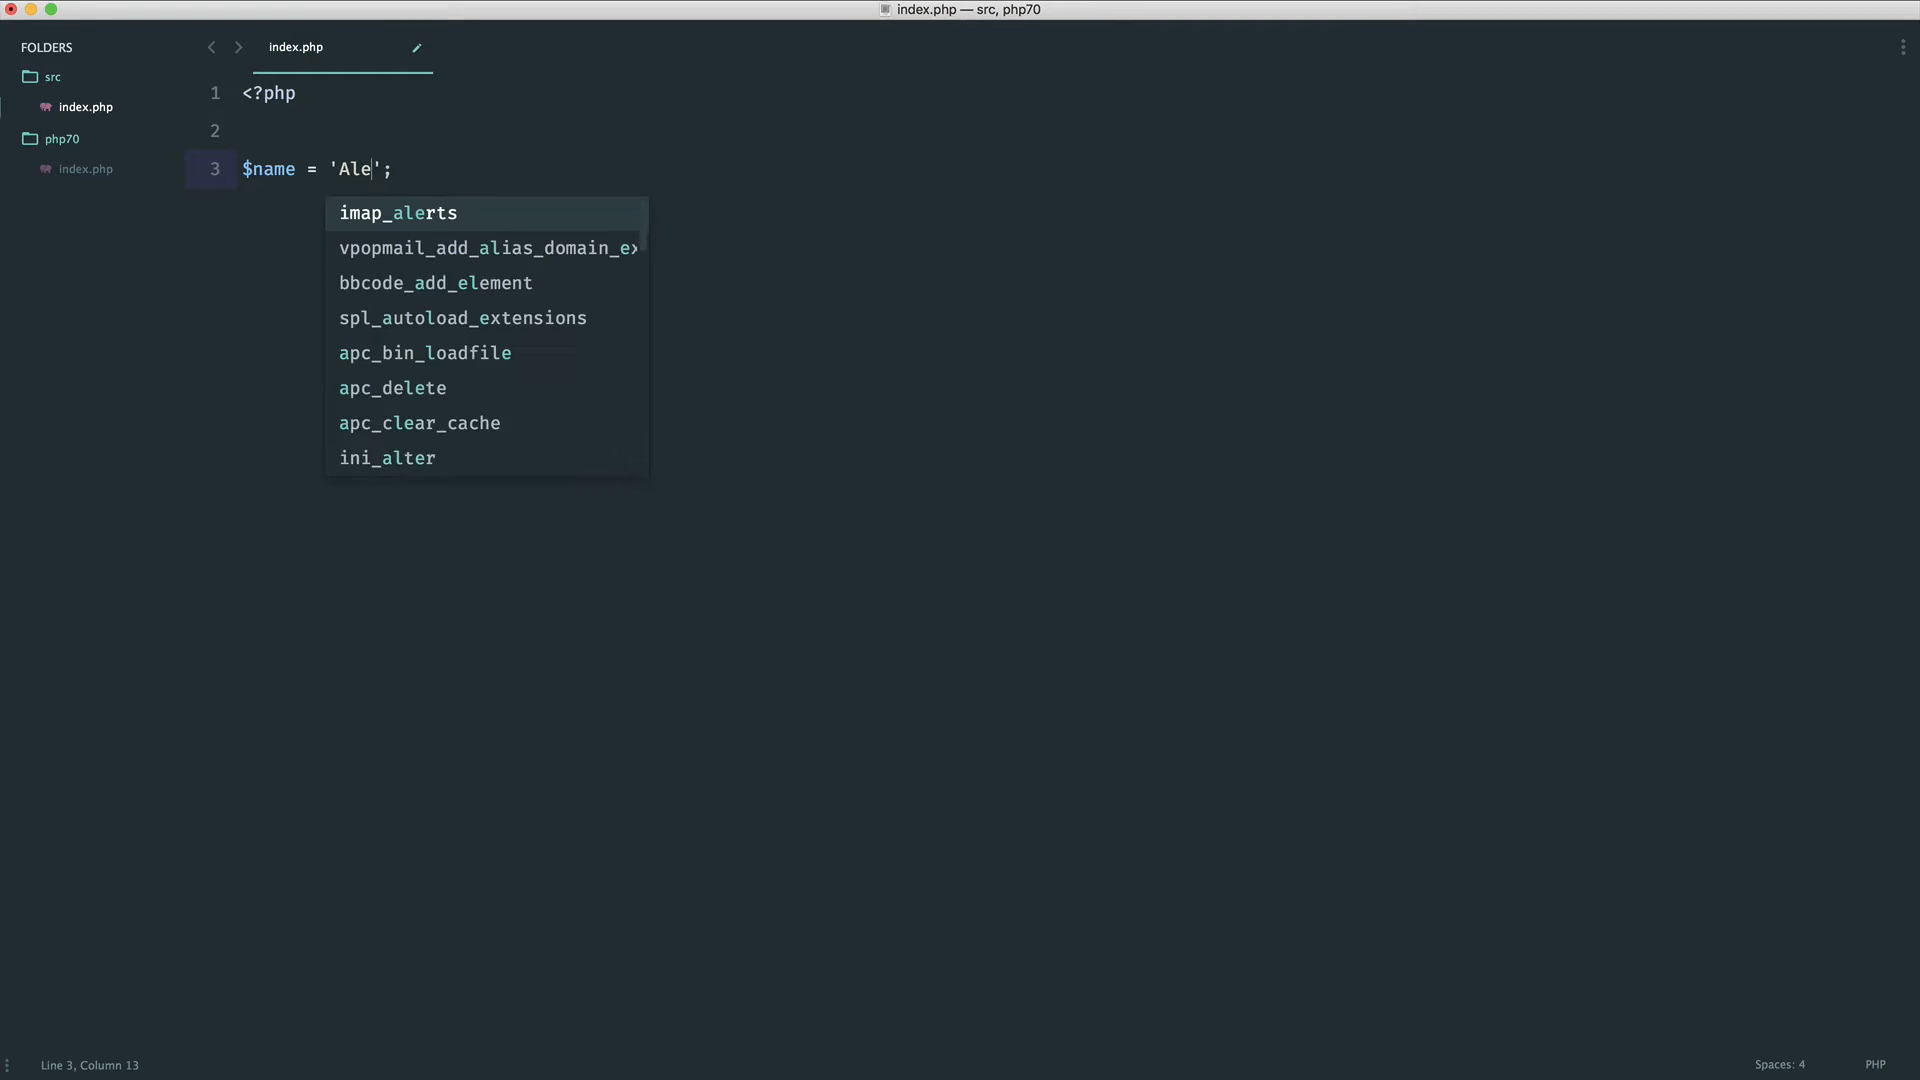 index.php — src, php70
FOLDERS
src
index.php
php70
index.php
index.php
1 <?php
2
3 $name = 'Ale';
imap_alerts
vpopmail_add_alias_domain_ex
bbcode_add_element
spl_autoload_extensions
apc_bin_loadfile
apc_delete
apc_clear_cache
ini_alter
Line 3, Column 13
Spaces: 4
PHP